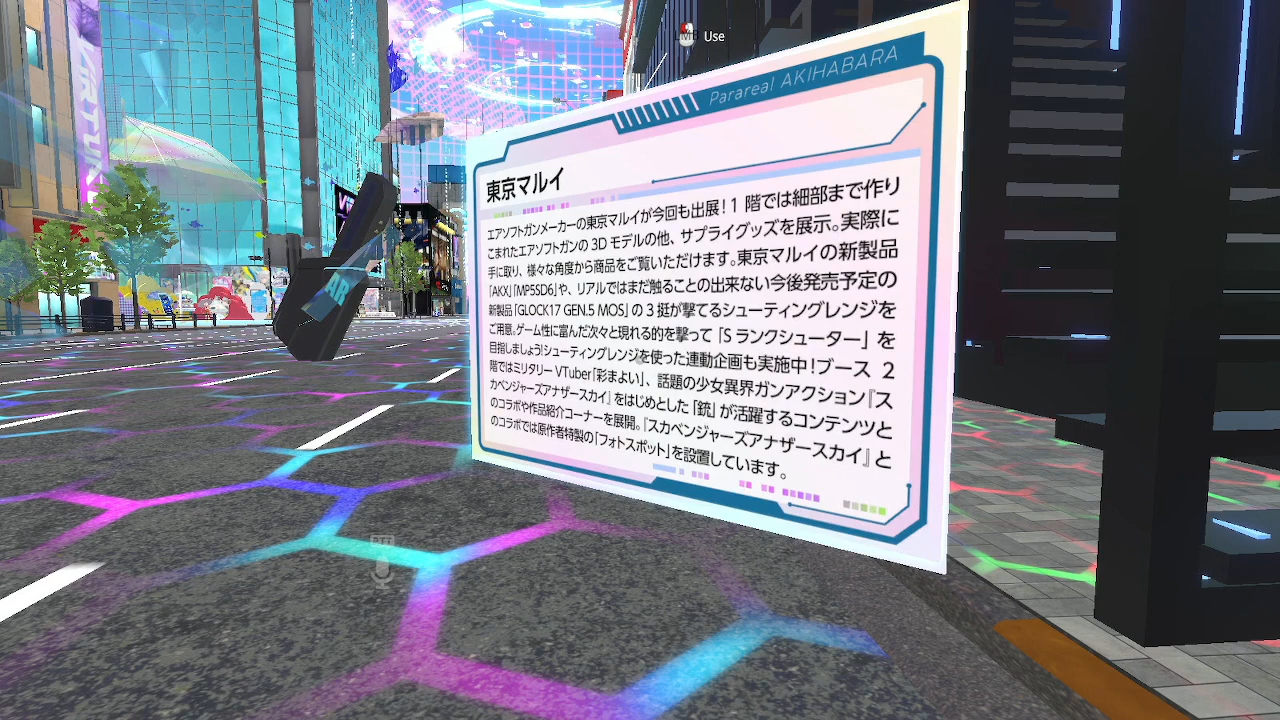 Use
Parareal AKIHABARA
東京マルイ
エアソフトガンメーカーの東京マルイが今回も出展！1 階では細部まで作り
こまれたエアソフトガンの 3D モデルの他、サプライグッズを展示。実際に
手に取り、様々な角度から商品をご覧いただけます。東京マルイの新製品
「AKX」「MP5SD6」や、リアルではまだ触ることの出来ない今後発売予定の
新製品「GLOCK17 GEN.5 MOS」の 3 挺が撃てるシューティングレンジを
ご用意。ゲーム性に富んだ次々と現れる的を撃って「S ランクシューター」を
目指しましょう！シューティングレンジを使った連動企画も実施中！ブース 2
階ではミリタリー VTuber「彩まよい」、話題の少女異界ガンアクション『ス
カベンジャーズアナザースカイ』をはじめとした「銃」が活躍するコンテンツと
のコラボや作品紹介コーナーを展開。『スカベンジャーズアナザースカイ』と
のコラボでは原作者特製の「フォトスポット」を設置しています。
AR
PTT